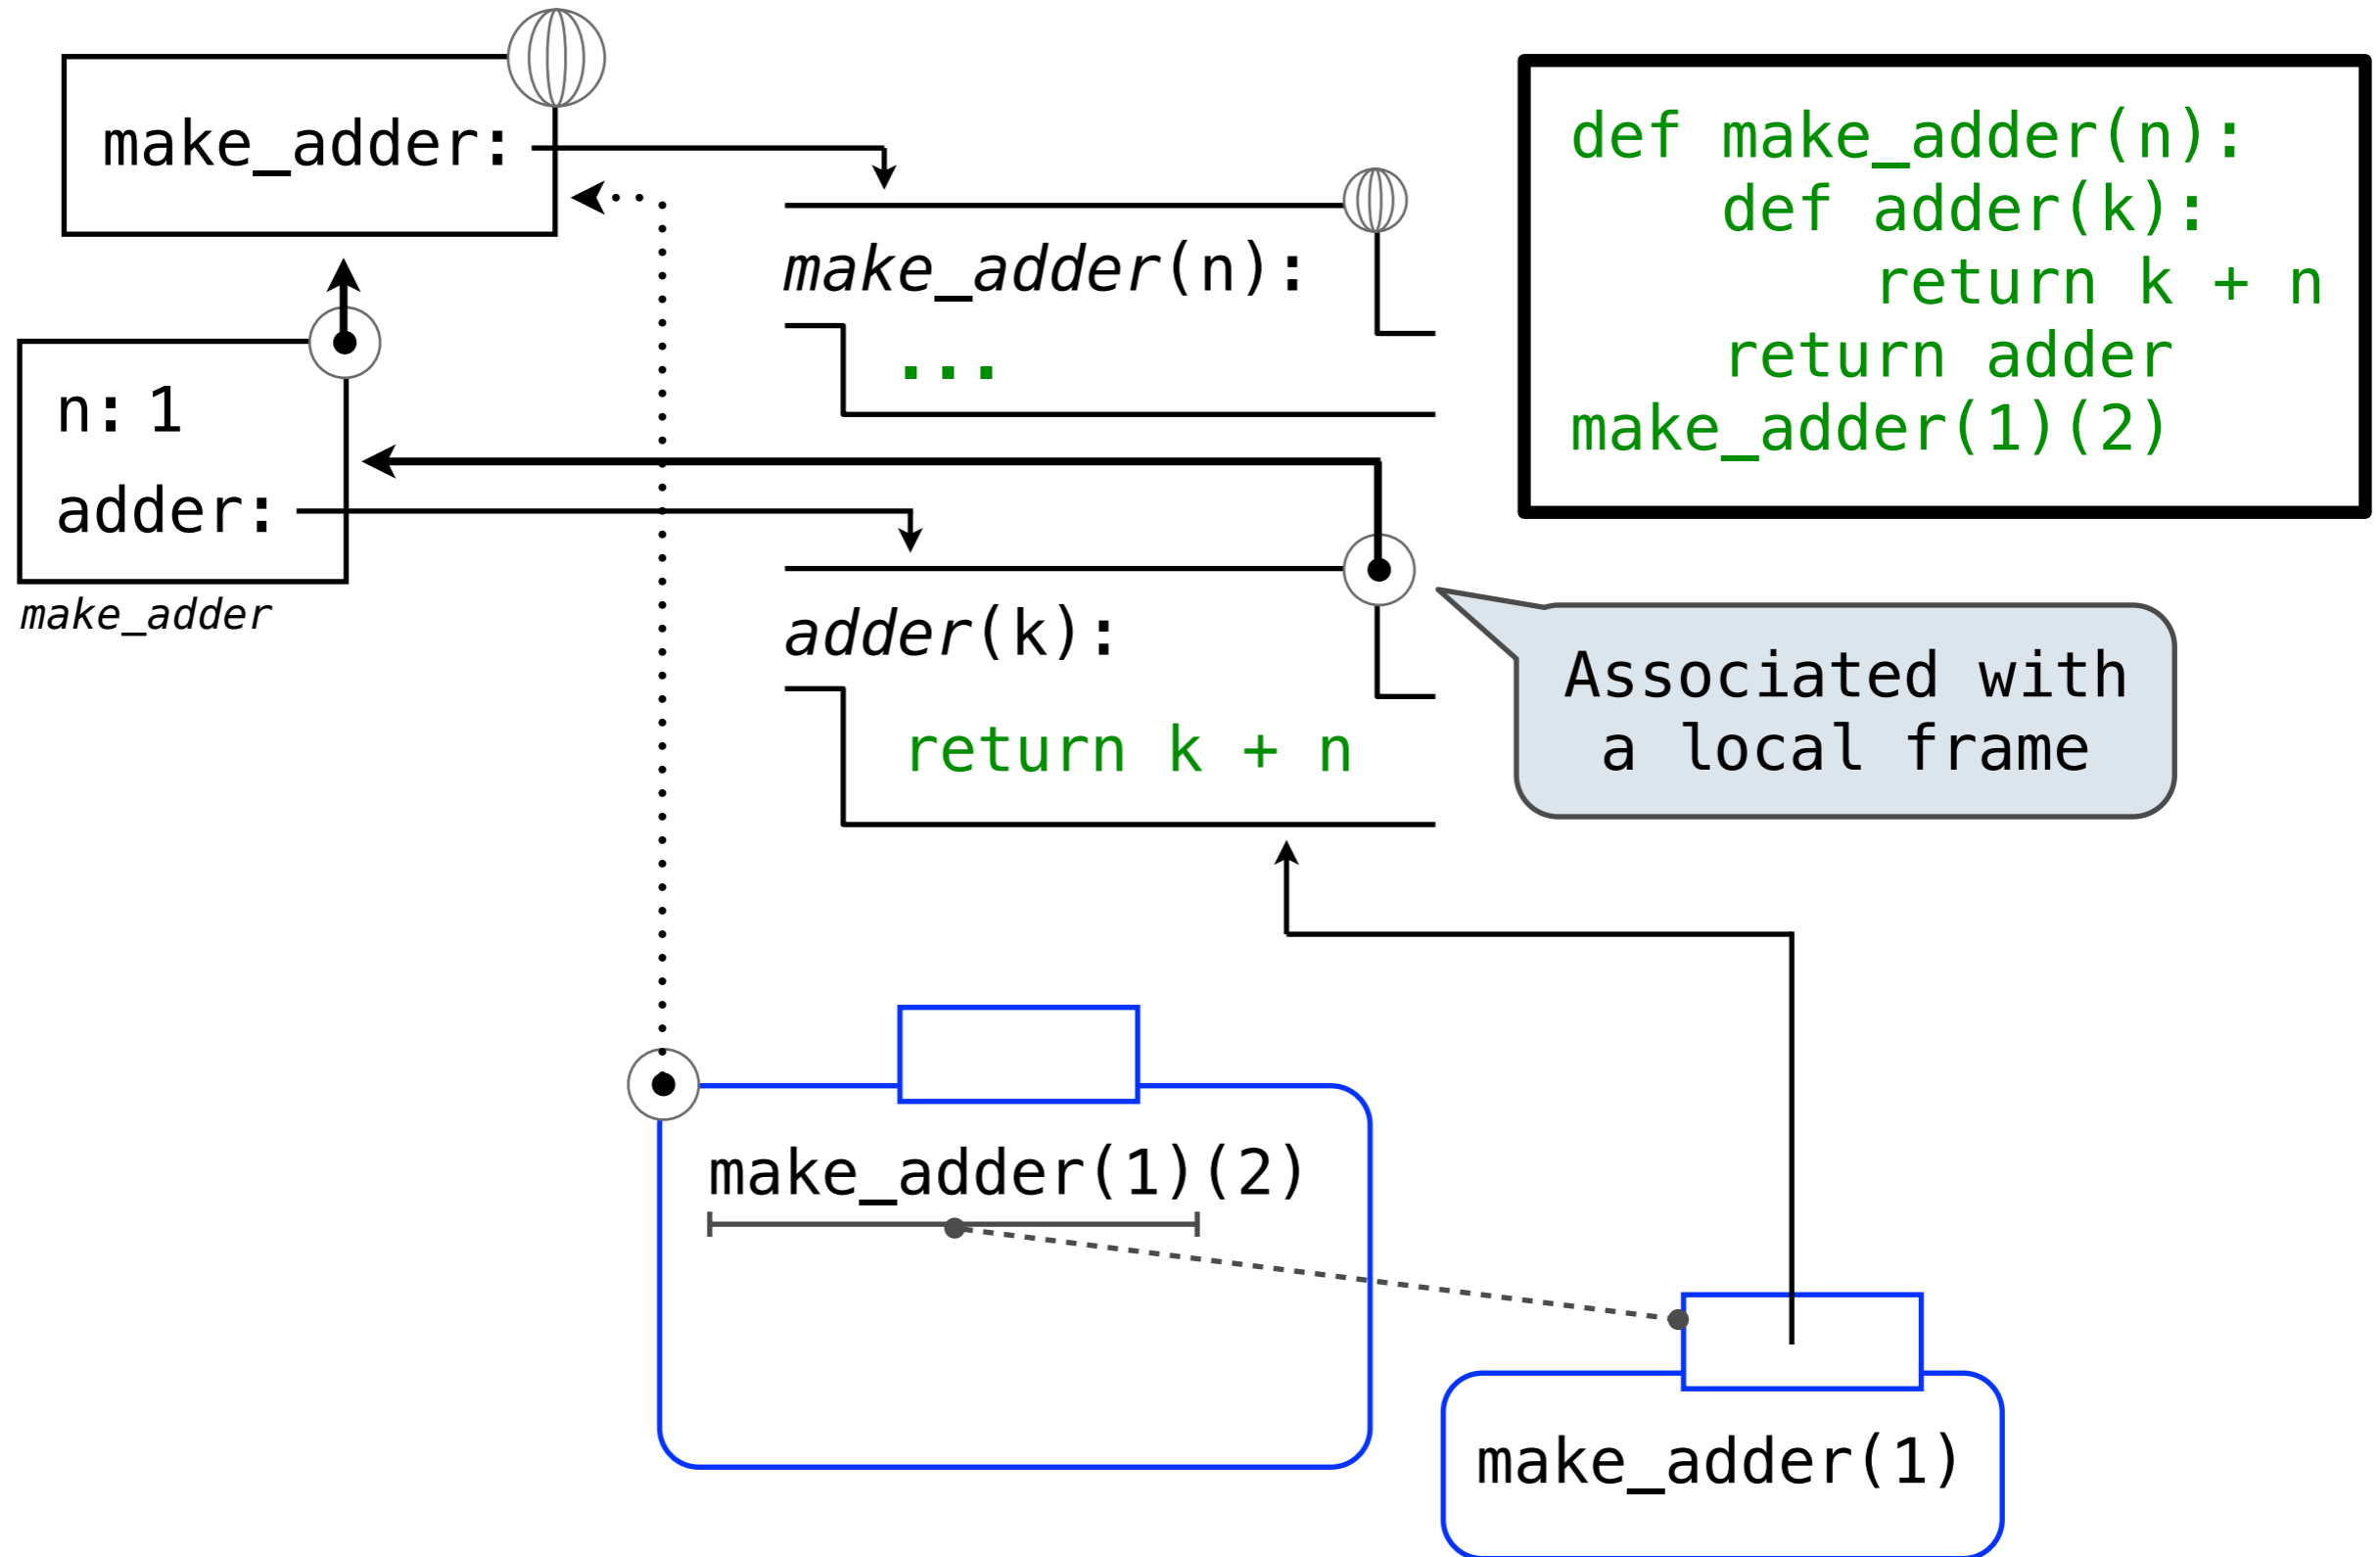 make_adder:
make_adder(n):
...
n: 1
adder:
make_adder
adder(k):
return k + n
def make_adder(n):
    def adder(k):
        return k + n
    return adder
make_adder(1)(2)
Associated with
a local frame
make_adder(1)(2)
make_adder(1)